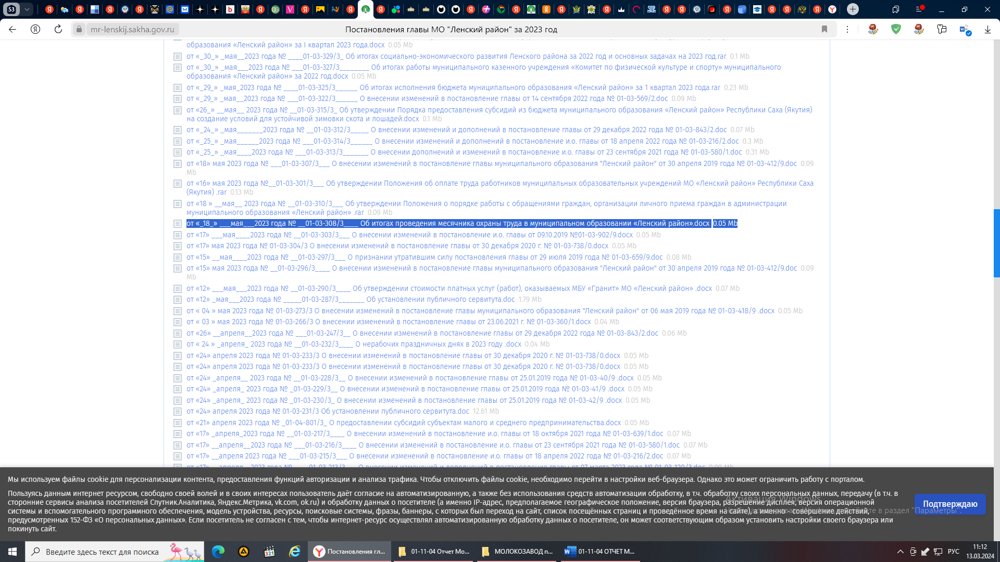 53
mr-lenskij.sakha.gov.ru
Постановления главы МО "Ленский район" за 2023 год
образования «Ленский район» за I квартал 2023 года.docx 0.05 Mb
от «_30_» _мая__2023 года № ____01-03-329/3_ Об итогах социально-экономического развития Ленского района за 2022 год и основных задачах на 2023 год.rar 0.1 Mb
от «_30_» _мая___2023 года № ___01-03-327/3________ Об итогах работы муниципального казенного учреждения «Комитет по физической культуре и спорту» муниципального
образования «Ленский район» за 2022 год.docx 0.05 Mb
от «_29_» _мая_2023 года № ____01-03-325/3______ Об итогах исполнения бюджета муниципального образования «Ленский район» за 1 квартал 2023 года.rar 0.23 Mb
от «_29_» _мая__2023 года № ___01-03-322/3______ О внесении изменений в постановление главы от 14 сентября 2022 года № 01-03-569/2.doc 0.09 Mb
от «26_» __мая__ 2023 года № __01-03-315/3_ Об утверждении Порядка предоставления субсидий из бюджета муниципального образования «Ленский район» Республики Саха (Якутия)
на создание условий для устойчивой зимовки скота и лошадей.docx 0.1 Mb
от «_24_» _мая_______2023 года № __01-03-312/3_____ О внесении изменений и дополнений в постановление главы от 29 декабря 2022 года № 01-03-843/2.doc 0.07 Mb
от «_25_» _мая______2023 года № ___01-03-314/3______ О внесении изменений и дополнений в постановление и.о. главы от 18 апреля 2022 года № 01-03-216/2.doc 0.3 Mb
от «_25_» _мая____2023 года № ___01-03-313/3_______ О внесении дополнений и изменений в постановление и.о. главы от 23 сентября 2021 года № 01-03-580/1.doc 0.31 Mb
от «18» мая 2023 года № ___01-03-307/3___ О внесении изменений в постановление главы муниципального образования "Ленский район" от 30 апреля 2019 года № 01-03-412/9.doc 0.09
Mb
от «16» мая 2023 года №__01-03-301/3___ Об утверждении Положения об оплате труда работников муниципальных образовательных учреждений МО «Ленский район» Республики Саха
(Якутия) .rar 0.13 Mb
от «18 » __мая__ 2023 года № __01-03-310/3___ Об утверждении Положения о порядке работы с обращениями граждан, организации личного приема граждан в администрации
муниципального образования «Ленский район» .rar 0.09 Mb
от «_18_» ___мая___2023 года № __01-03-308/3____ Об итогах проведения месячника охраны труда в муниципальном образовании «Ленский район».docx 0.05 Mb
от «17» ___мая____2023 года № __01-03-303/3___ О внесении изменений в постановление и.о. главы от 09.10.2019 №01-03-902/9.docx 0.05 Mb
от «17» мая 2023 года № 01-03-304/3 О внесении изменений в постановление главы от 30 декабря 2020 г. № 01-03-738/0.docx 0.05 Mb
от «15» __мая____2023 года № __01-03-297/3___ О признании утратившим силу постановления главы от 29 июля 2019 года № 01-03-659/9.doc 0.08 Mb
от «15» мая 2023 года № __01-03-296/3____ О внесении изменений в постановление главы муниципального образования "Ленский район" от 30 апреля 2019 года № 01-03-412/9.doc 0.09
Mb
от «12» ___мая___2023 года № __01-03-290/3____ Об утверждении стоимости платных услуг (работ), оказываемых МБУ «Гранит» МО «Ленский район» .docx 0.07 Mb
от «12» _мая___2023 года № _____01-03-287/3_______ Об установлении публичного сервитута.doc 1.79 Mb
от « 04 » мая 2023 года № 01-03-273/3 О внесении изменений в постановление главы муниципального образования "Ленский район" от 06 мая 2019 года № 01-03-418/9 .docx 0.05 Mb
от « 03 » мая 2023 года № 01-03-266/3 О внесении изменений в постановление главы от 23.06.2021 г. № 01-03-360/1.docx 0.04 Mb
от «26» __апреля__2023 года № ___01-03-247/3__ О внесении изменений в постановление главы от 29 декабря 2022 года № 01-03-843/2.doc 0.06 Mb
от « 24 » _апреля_ 2023 года № __01-03-232/3____ О нерабочих праздничных днях в 2023 году .docx 0.04 Mb
от «24» апреля 2023 года № 01-03-233/3 О внесении изменений в постановление главы от 30 декабря 2020 г. № 01-03-738/0.docx 0.05 Mb
от «24» апреля 2023 года № 01-03-233/3 О внесении изменений в постановление главы от 30 декабря 2020 г. № 01-03-738/0.docx 0.05 Mb
от «24» _апреля__ 2023 года № __01-03-228/3__ О внесении изменений в постановление главы от 25.01.2019 года № 01-03-40/9 .docx 0.05 Mb
от «24» _апреля_ 2023 года № _01-03-229/3__ О внесении изменений в постановление главы от 25.01.2019 года № 01-03-41/9 .docx 0.05 Mb
от «24» _апреля_ 2023 года № _01-03-230/3_ О внесении изменений в постановление главы от 25.01.2019 года № 01-03-42/9 .docx 0.05 Mb
от «24» апреля 2023 года № 01-03-231/3 Об установлении публичного сервитута.doc 12.61 Mb
от «21» апреля 2023 года № _01-04-801/3_ О предоставлении субсидий субъектам малого и среднего предпринимательства.docx 0.05 Mb
от «17» _апреля_2023 года № __01-03-217/3____ О внесении изменений в постановление и.о. главы от 18 октября 2021 года № 01-03-639/1.doc 0.07 Mb
от «17» __апреля__2023 года № ___01-03-216/3____ О внесении изменений в постановление и.о. главы от 23 сентября 2021 года № 01-03-580/1.doc 0.07 Mb
от «17» __апреля 2023 года № ___01-03-215/3___ О внесении изменений в постановление и.о. главы от 18 апреля 2022 года № 01-03-216/2.doc 0.07 Mb
Мы используем файлы cookie для персонализации контента, предоставления функций авторизации и анализа трафика. Чтобы отключить файлы cookie, необходимо перейти в настройки веб-браузера. Однако это может ограничить работу с порталом.
Пользуясь данным интернет ресурсом, свободно своей волей и в своих интересах пользователь даёт согласие на автоматизированную, а также без использования средств автоматизации обработку, в т.ч. обработку своих персональных данных, передачу (в т.ч. в
сторонние сервисы анализа посетителей Спутник.Аналитика, Яндекс.Метрика, vk.com, ok.ru) и обработку данных о посетителе (а именно IP-адрес, предполагаемое географическое положение, версия браузера, разрешение дисплея, версия операционной
системы и вспомогательного программного обеспечения, модель устройства, ресурсы, поисковые системы, фразы, баннеры, с которых был переход на сайт, список посещённых страниц и проведённое время на сайте), а именно - совершение действий,
предусмотренных 152-ФЗ «О персональных данных». Если посетитель не согласен с тем, чтобы интернет-ресурс осуществлял автоматизированную обработку данных о посетителе, он может соответствующим образом установить настройки своего браузера или
покинуть сайт.
Подтверждаю
Активация Windows
Введите здесь текст для поиска
Постановления гл...
01-11-04 Отчет Мо...
МОЛОКОЗАВОД п...
01-11-04 ОТЧЕТ М...
РУС
11:12
13.03.2024